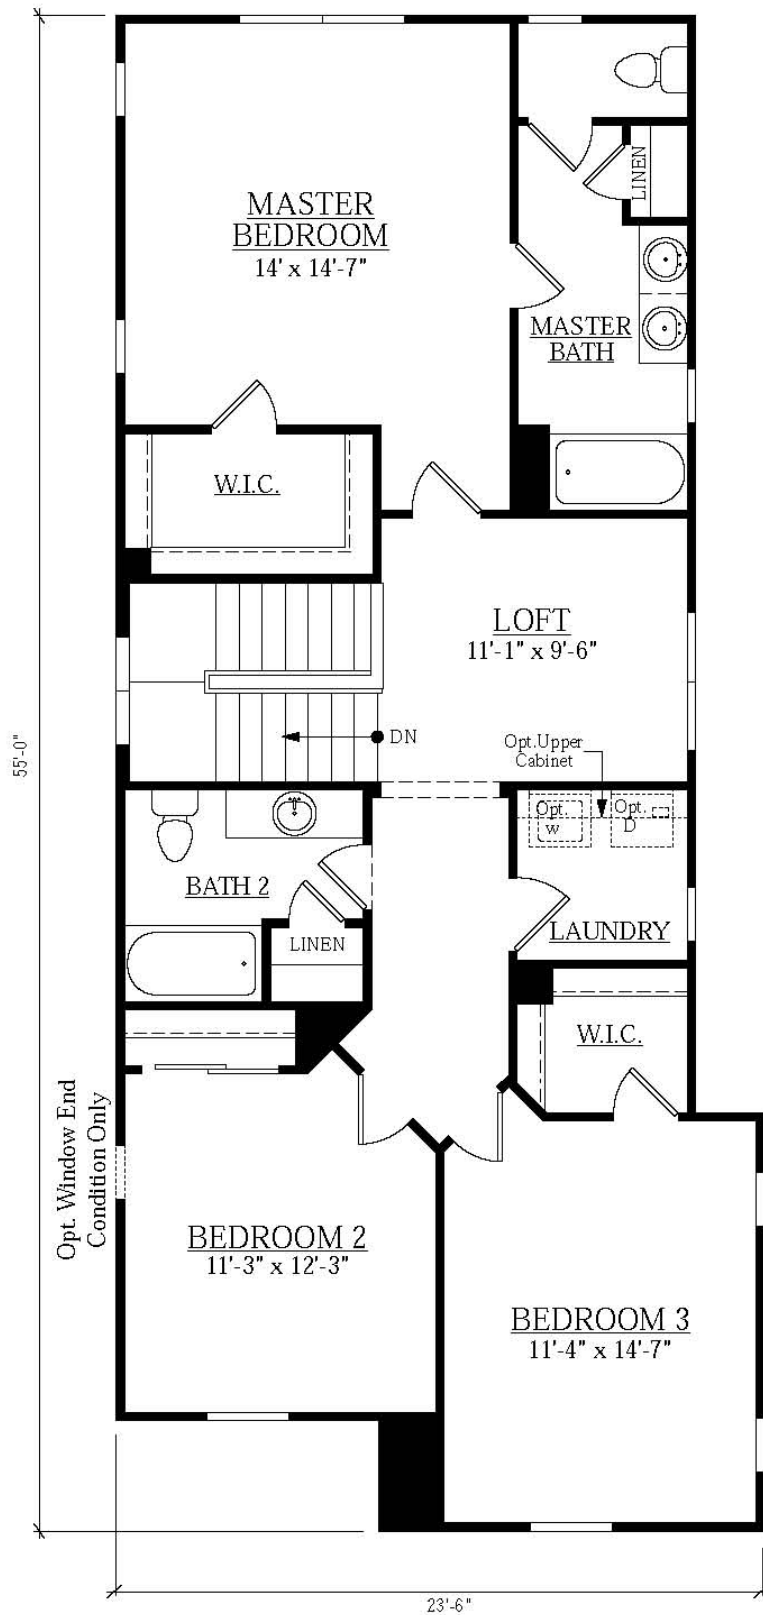 MASTER
BEDROOM
14' x 14'-7"
LINEN
MASTER
BATH
W.I.C.
LOFT
11'-1" x 9'-6"
DN
Opt.Upper
Cabinet
55'-0"
Opt.
w
Opt.
D
BATH 2
LINEN
LAUNDRY
W.I.C.
Opt. Window End
Condition Only
BEDROOM 2
11'-3" x 12'-3"
BEDROOM 3
11'-4" x 14'-7"
23'-6"